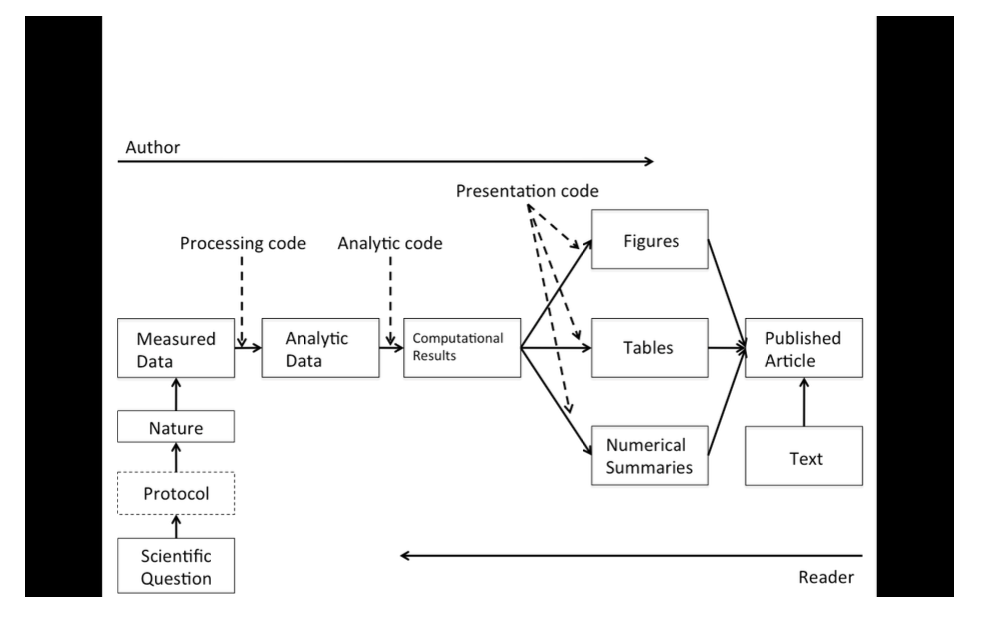 Author
Presentation code
Figures
Processing code
Analytic code
Measured
Data
Analytic
Data
Computational
Results
Tables
Published
Article
Nature
Numerical
Summaries
Text
Protocol
Scientific
Question
Reader